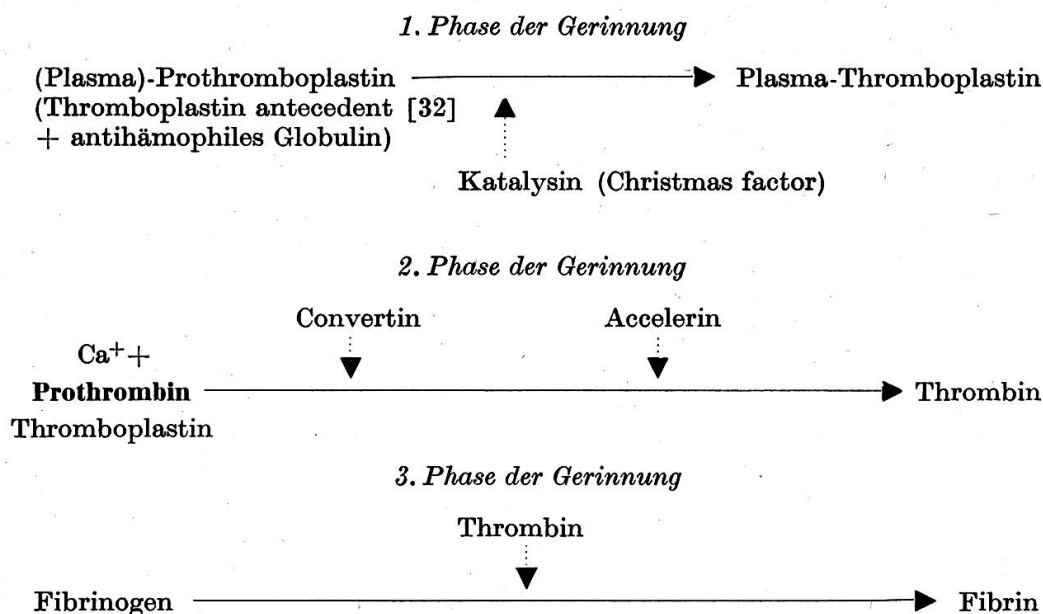 1. Phase der Gerinnung
(Plasma)-Prothromboplastin Plasma-Thromboplastin
(Thromboplastin antecedent [32]
+ antihämophiles Globulin)
Katalysin (Christmas factor)
2. Phase der Gerinnung
Convertin Accelerin
Ca⁺+
Prothrombin Thrombin
Thromboplastin
3. Phase der Gerinnung
Thrombin
Fibrinogen Fibrin